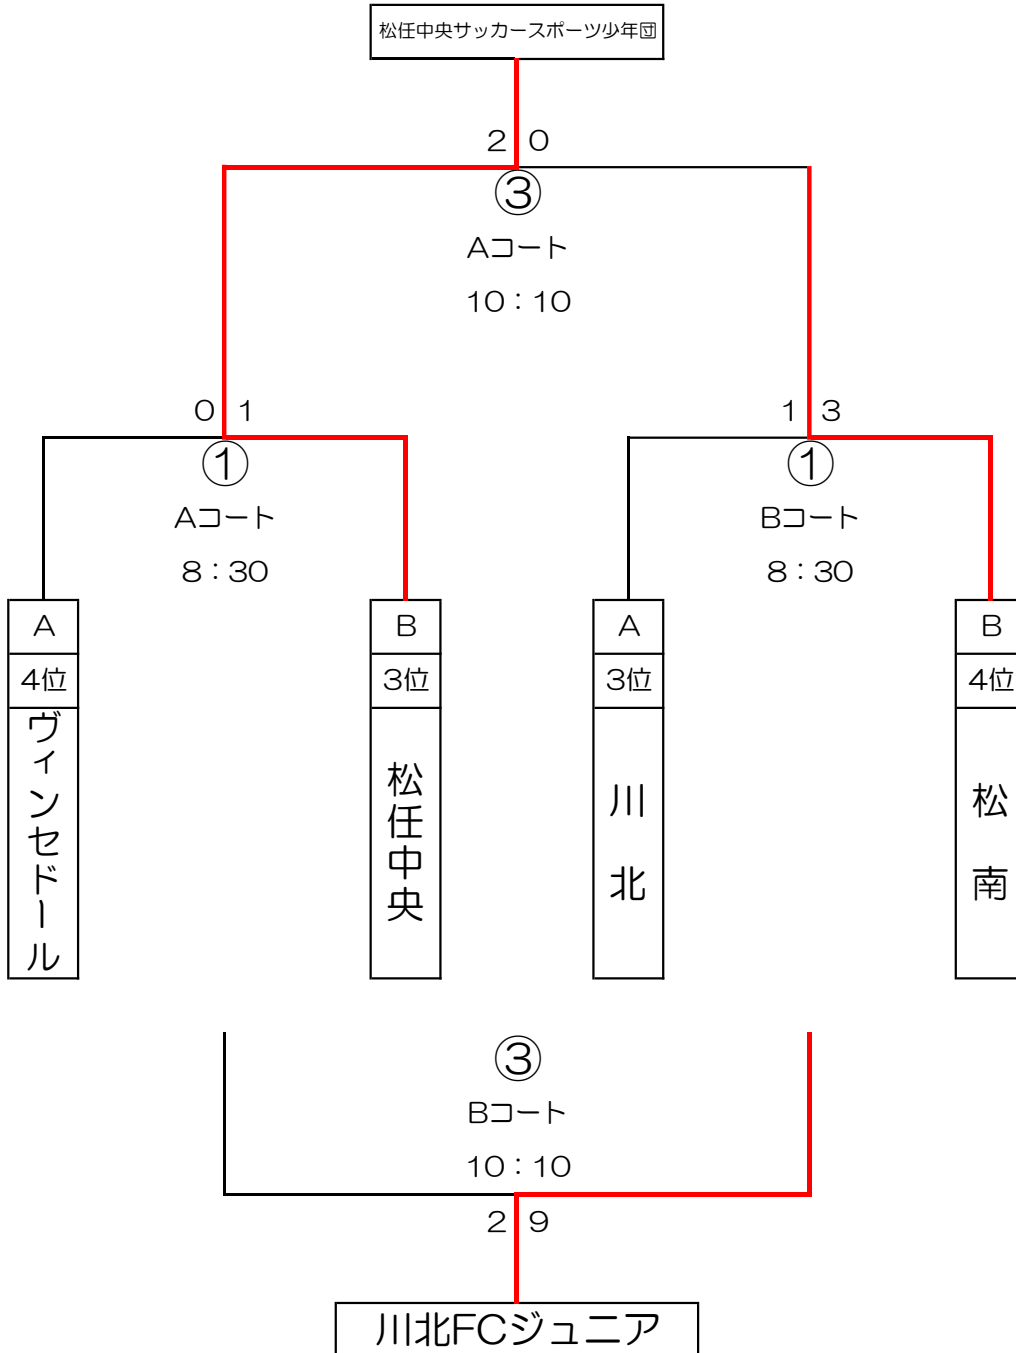 松任中央サッカースポーツ少年団
2 0
③
Aコート
10：10
0 1
1 3
①
①
Aコート
Bコート
8：30
8：30
A
B
A
B
4位
3位
3位
4位
ヴィンセドール
松任中央
川北
松南
③
Bコート
10：10
2 9
川北FCジュニア